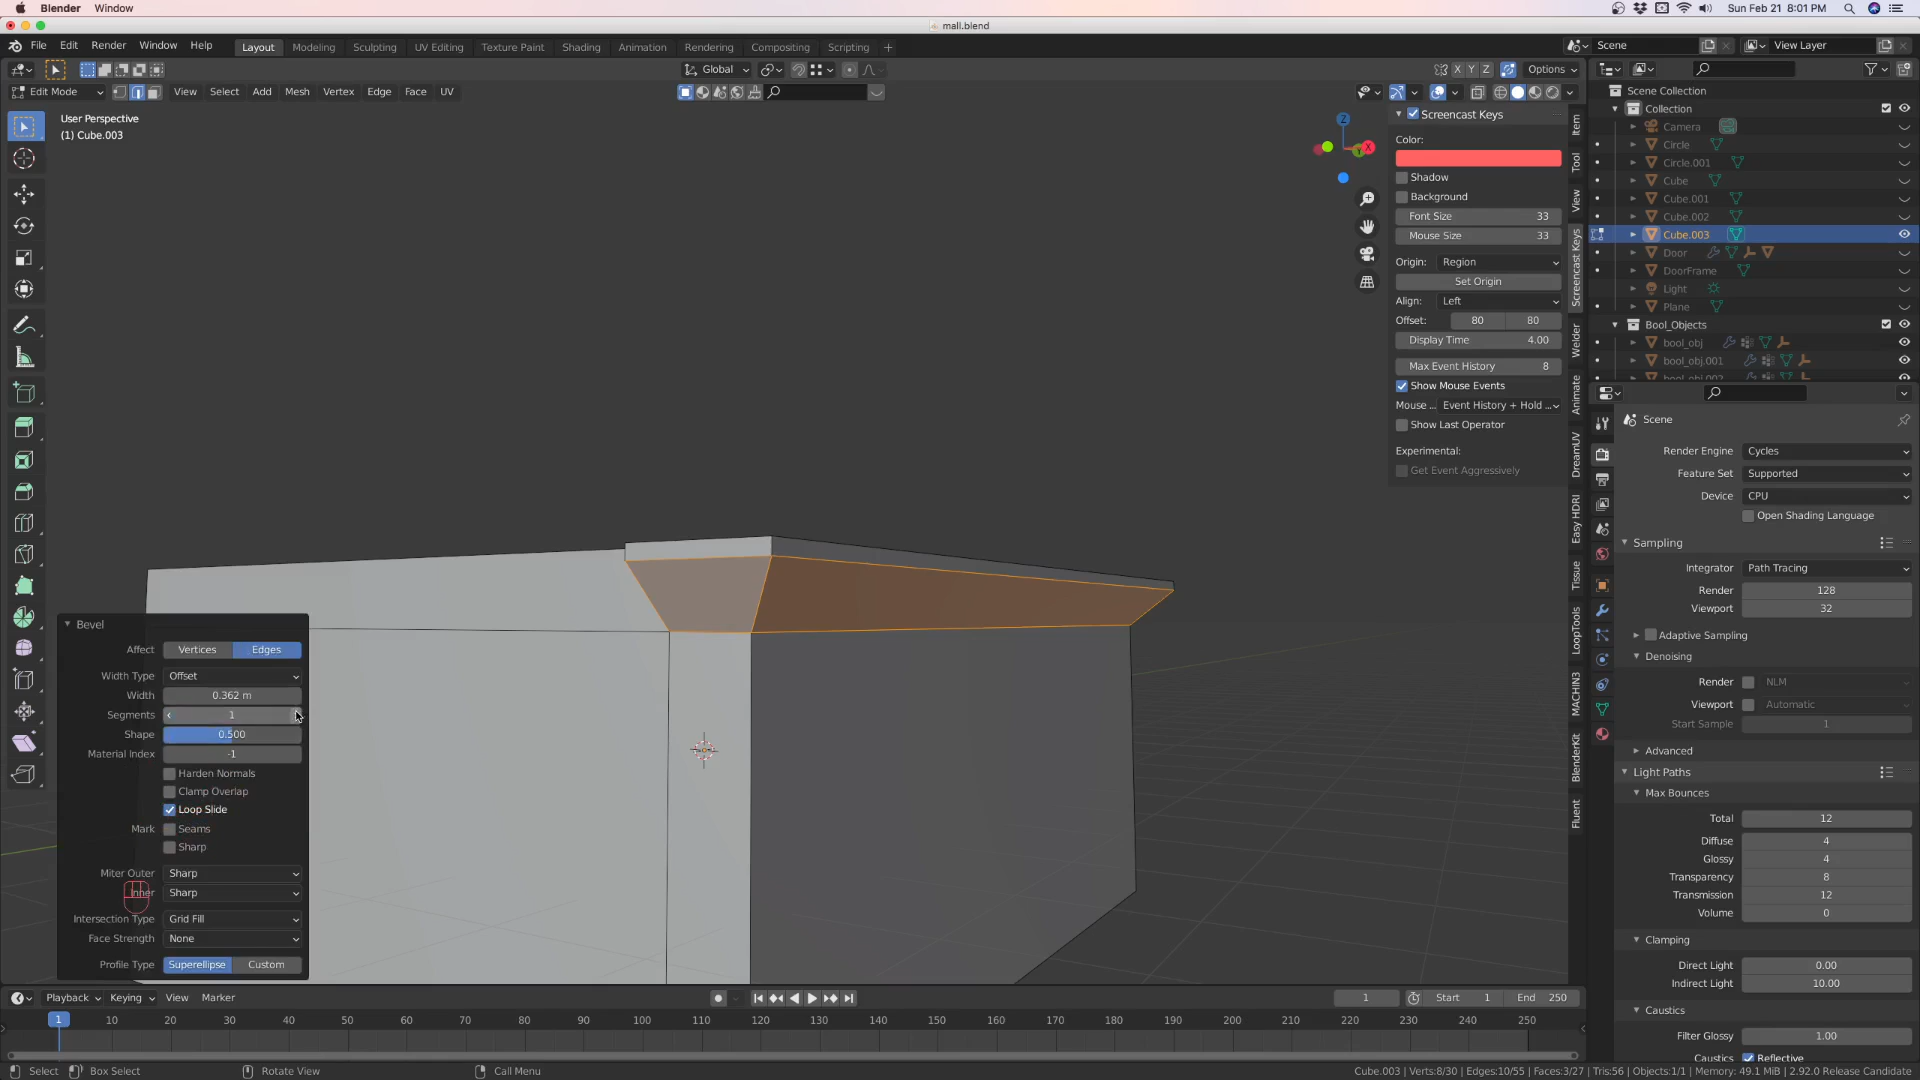 Blender Window
Sun Feb 21 8:01 PM
mall.blend
File Edit Render Window Help
Layout Modeling Sculpting UV Editing Texture Paint Shading Animation Rendering Compositing Scripting +
Scene
View Layer
Global
Options
X Y Z
Edit Mode
View Select Add Mesh Vertex Edge Face UV
User Perspective
(1) Cube.003
Z
X
Y
Screencast Keys
Color:
Shadow
Background
Font Size 33
Mouse Size 33
Origin: Region
Set Origin
Align: Left
Offset: 80 80
Display Time 4.00
Max Event History 8
Show Mouse Events
Mouse ... Event History + Hold ...
Show Last Operator
Experimental:
Get Event Aggressively
Item
Tool
View
Screencast Keys
Welder
Animate
DreamUV
Easy HDRI
Tissue
LoopTools
MACHIN3
BlenderKit
Fluent
Scene Collection
Collection
Camera
Circle
Circle.001
Cube
Cube.001
Cube.002
Cube.003
Door
DoorFrame
Light
Plane
Bool_Objects
bool_obj
bool_obj.001
bool_obj.002
Scene
Render Engine Cycles
Feature Set Supported
Device CPU
Open Shading Language
Sampling
Integrator Path Tracing
Render 128
Viewport 32
Adaptive Sampling
Denoising
Render NLM
Viewport Automatic
Start Sample 1
Advanced
Light Paths
Max Bounces
Total 12
Diffuse 4
Glossy 4
Transparency 8
Transmission 12
Volume 0
Clamping
Direct Light 0.00
Indirect Light 10.00
Caustics
Filter Glossy 1.00
Caustics Reflective
Bevel
Affect Vertices Edges
Width Type Offset
Width 0.362 m
Segments 1
Shape 0.500
Material Index -1
Harden Normals
Clamp Overlap
Loop Slide
Mark Seams
Sharp
Miter Outer Sharp
Inner Sharp
Intersection Type Grid Fill
Face Strength None
Profile Type Superellipse Custom
Playback Keying View Marker
1 Start 1 End 250
1 10 20 30 40 50 60 70 80 90 100 110 120 130 140 150 160 170 180 190 200 210 220 230 240 250
Select Box Select Rotate View Call Menu
Cube.003 | Verts:8/30 | Edges:10/55 | Faces:3/27 | Tris:56 | Objects:1/1 | Memory: 49.1 MiB | 2.92.0 Release Candidate